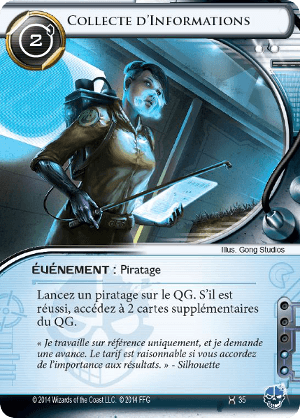 2
COLLECTE D'INFORMATIONS
Illus. Gong Studios
ÉVÉNEMENT : Piratage
Lancez un piratage sur le QG. S'il est
réussi, accédez à 2 cartes supplémentaires
du QG.
« Je travaille sur référence uniquement, et je demande
une avance. Le tarif est raisonnable si vous accordez
de l'importance aux résultats. » - Silhouette
© 2014 Wizards of the Coast LLC. © 2014 FFG
35